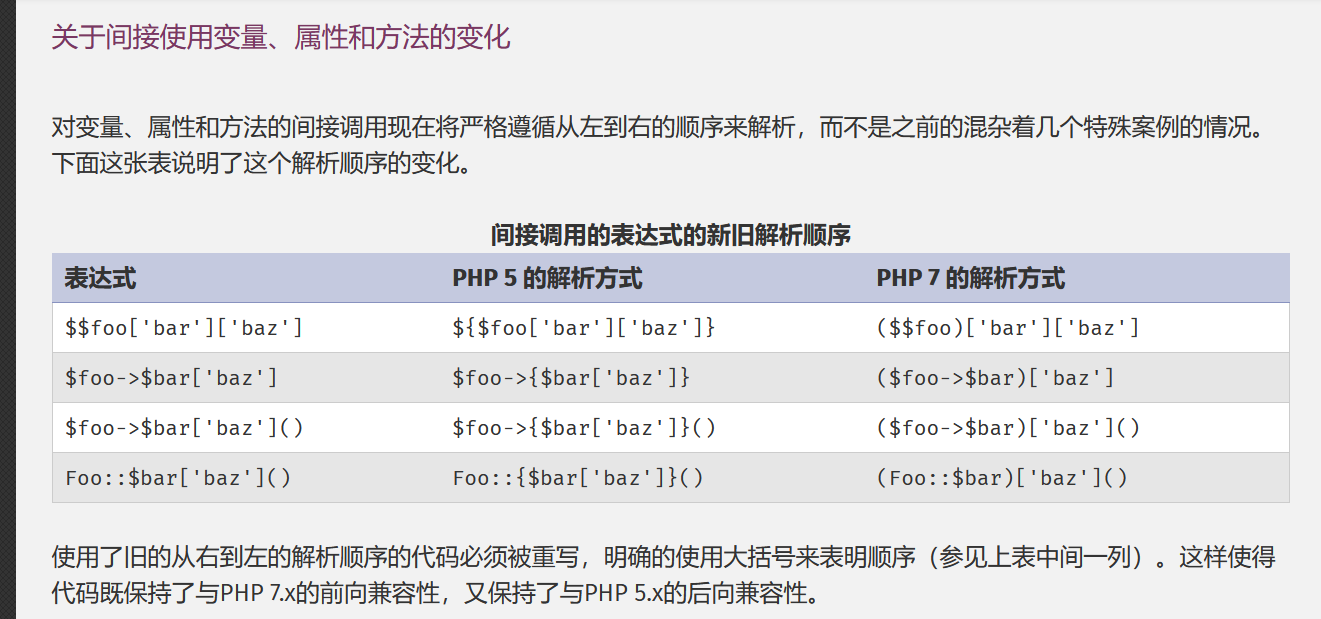 关于间接使用变量、属性和方法的变化
对变量、属性和方法的间接调用现在将严格遵循从左到右的顺序来解析，而不是之前的混杂着几个特殊案例的情况。
下面这张表说明了这个解析顺序的变化。
间接调用的表达式的新旧解析顺序
表达式 PHP 5 的解析方式 PHP 7 的解析方式
$$foo['bar']['baz'] ${$foo['bar']['baz']} ($$foo)['bar']['baz']
$foo->$bar['baz'] $foo->{$bar['baz']} ($foo->$bar)['baz']
$foo->$bar['baz']() $foo->{$bar['baz']}() ($foo->$bar)['baz']()
Foo::$bar['baz']() Foo::{$bar['baz']}() (Foo::$bar)['baz']()
使用了旧的从右到左的解析顺序的代码必须被重写，明确的使用大括号来表明顺序（参见上表中间一列）。这样使得
代码既保持了与PHP 7.x的前向兼容性，又保持了与PHP 5.x的后向兼容性。